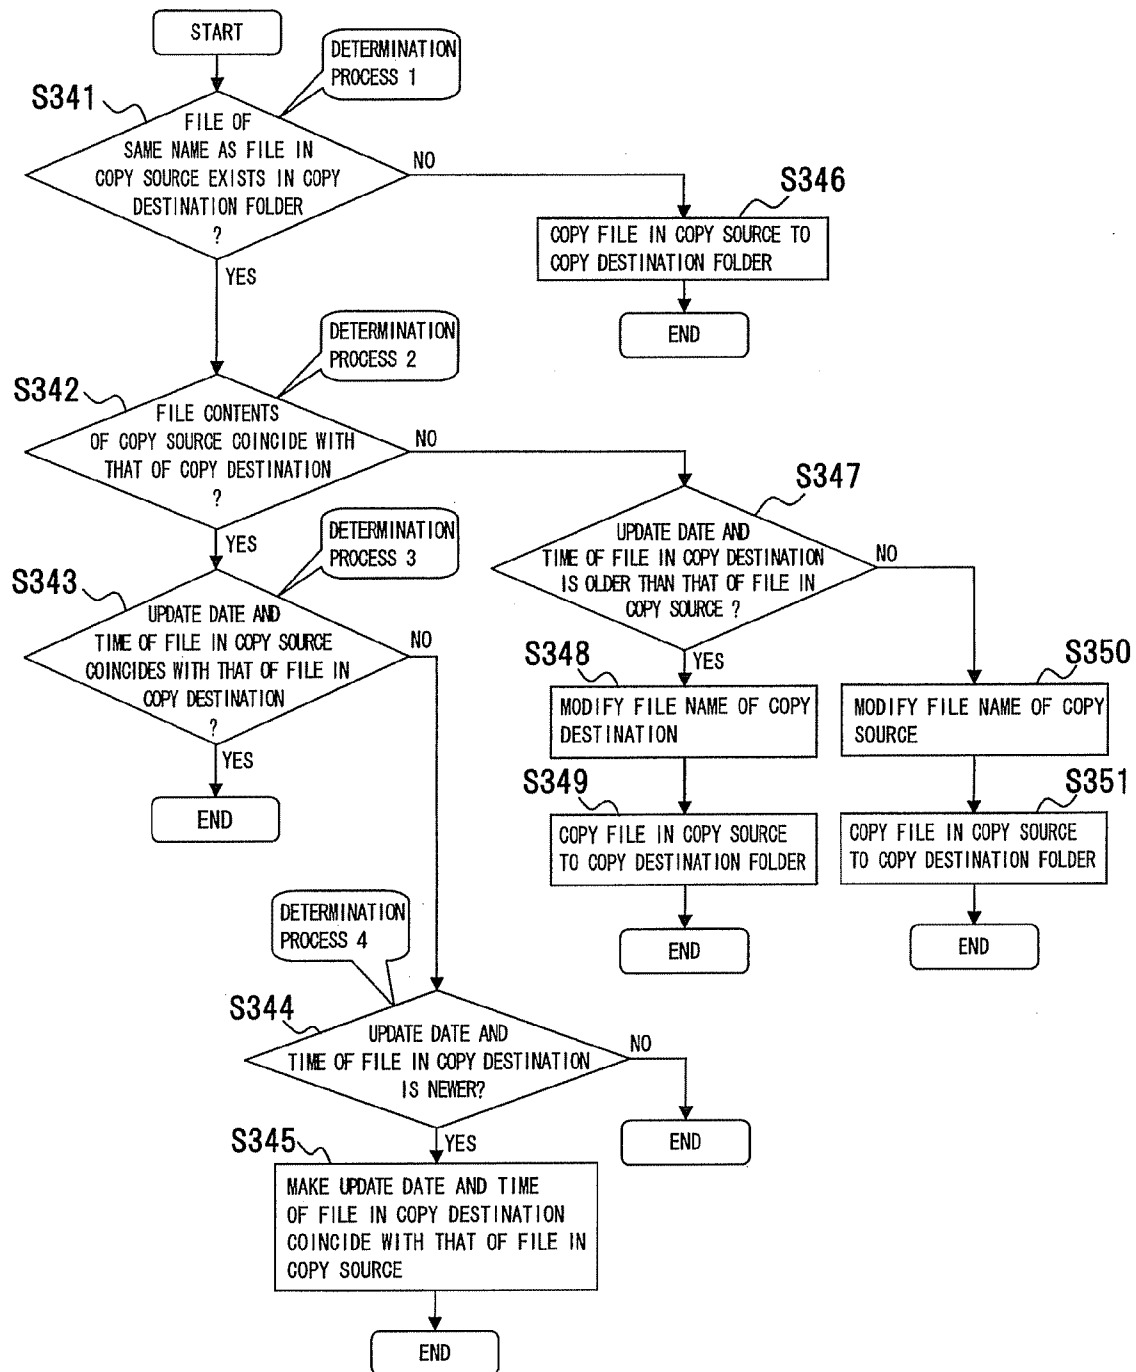 START
DETERMINATION
PROCESS 1
S341
FILE OF
SAME NAME AS FILE IN
COPY SOURCE EXISTS IN COPY
DESTINATION FOLDER
?
NO
YES
S346
COPY FILE IN COPY SOURCE TO
COPY DESTINATION FOLDER
END
DETERMINATION
PROCESS 2
S342
FILE CONTENTS
OF COPY SOURCE COINCIDE WITH
THAT OF COPY DESTINATION
?
NO
YES
DETERMINATION
PROCESS 3
S343
UPDATE DATE AND
TIME OF FILE IN COPY SOURCE
COINCIDES WITH THAT OF FILE IN
COPY DESTINATION
?
NO
YES
END
S347
UPDATE DATE AND
TIME OF FILE IN COPY DESTINATION
IS OLDER THAN THAT OF FILE IN
COPY SOURCE ?
NO
YES
S348
MODIFY FILE NAME OF COPY
DESTINATION
S349
COPY FILE IN COPY SOURCE
TO COPY DESTINATION FOLDER
END
S350
MODIFY FILE NAME OF COPY
SOURCE
S351
COPY FILE IN COPY SOURCE
TO COPY DESTINATION FOLDER
END
DETERMINATION
PROCESS 4
S344
UPDATE DATE AND
TIME OF FILE IN COPY DESTINATION
IS NEWER?
NO
END
YES
S345
MAKE UPDATE DATE AND TIME
OF FILE IN COPY DESTINATION
COINCIDE WITH THAT OF FILE IN
COPY SOURCE
END